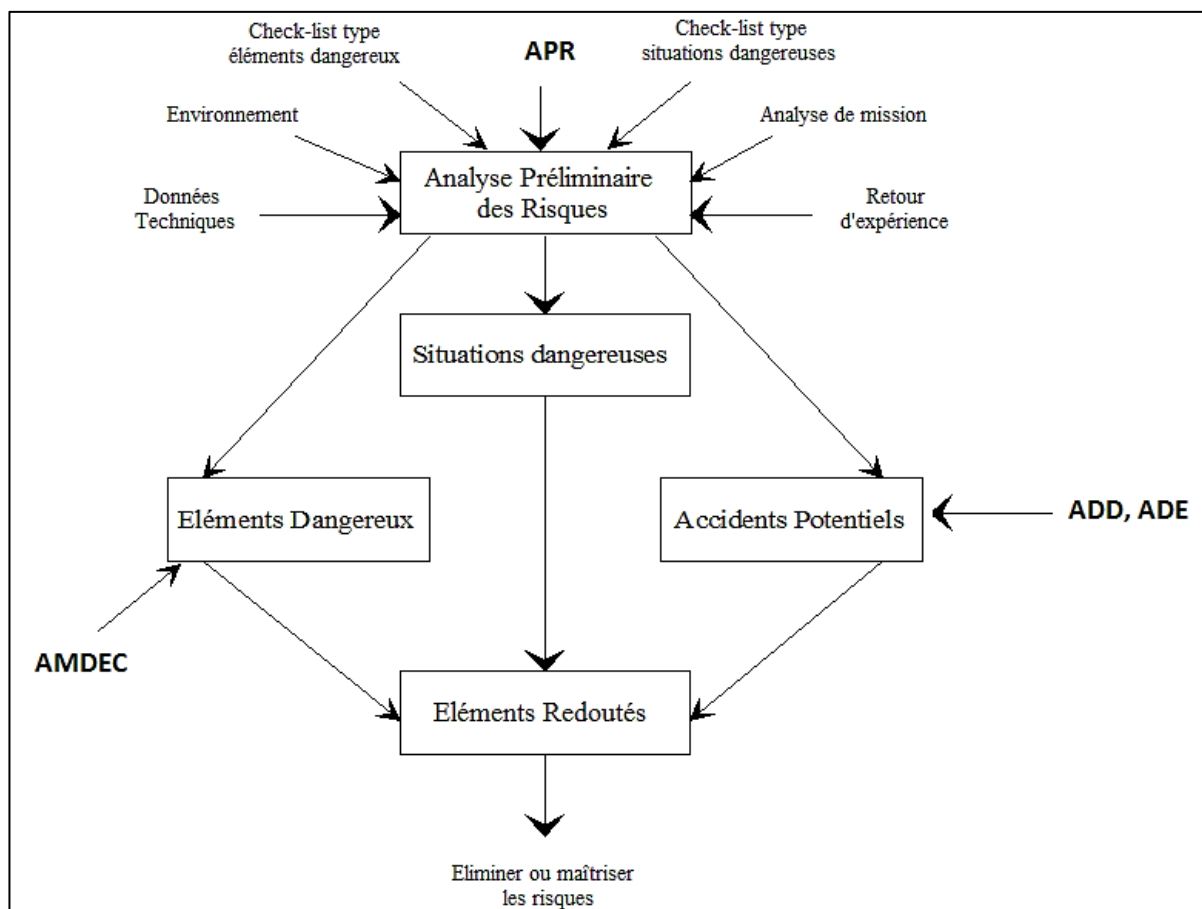 Check-list type
éléments dangereux
APR
Check-list type
situations dangereuses
Environnement
Analyse de mission
Analyse Préliminaire
des Risques
Données
Techniques
Retour
d'expérience
Situations dangereuses
Eléments Dangereux
Accidents Potentiels
ADD, ADE
AMDEC
Eléments Redoutés
Eliminer ou maîtriser
les risques